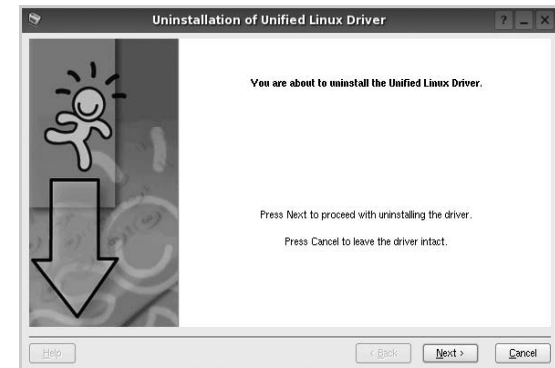 Uninstallation of Unified Linux Driver
You are about to uninstall the Unified Linux Driver.
Press Next to proceed with uninstalling the driver.
Press Cancel to leave the driver intact.
Help < Back Next > Cancel